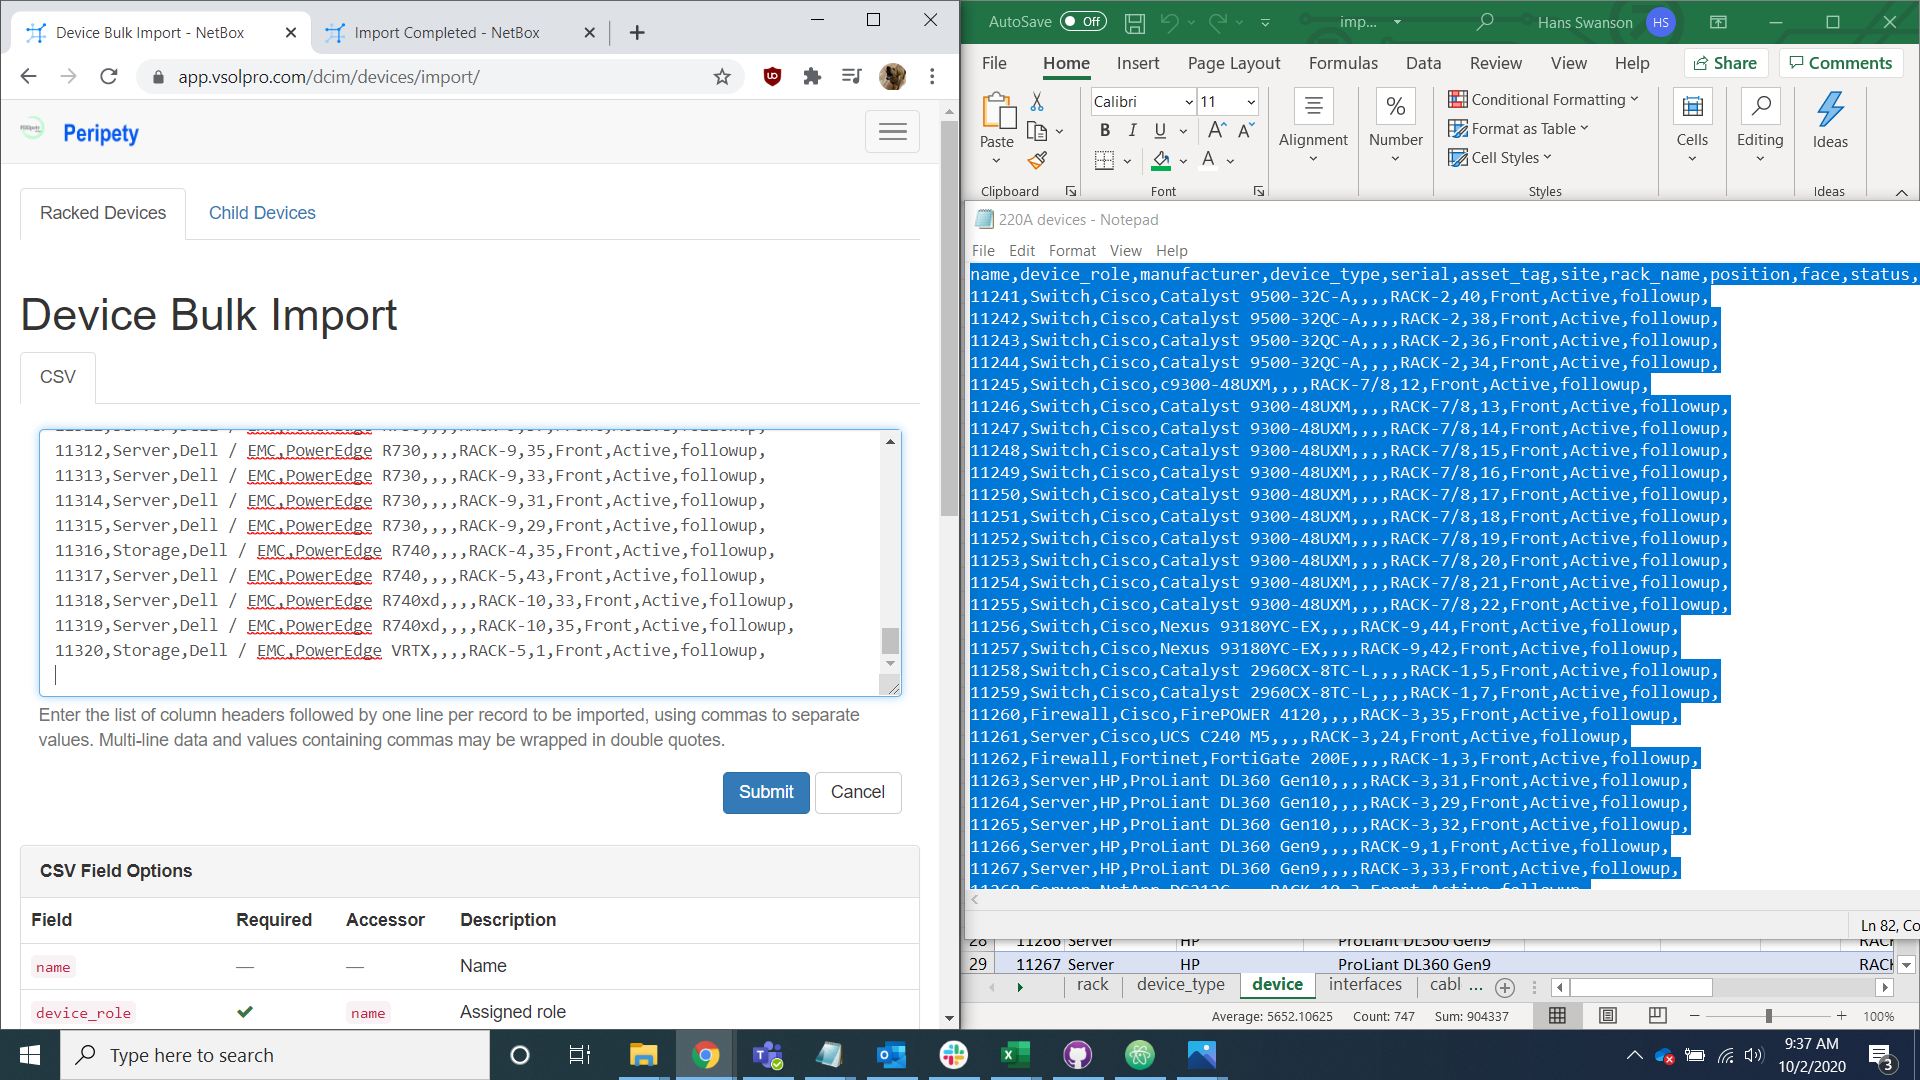 Device Bulk Import - NetBox
Import Completed - NetBox
app.vsolpro.com/dcim/devices/import/
Peripety
Racked Devices
Child Devices
Device Bulk Import
CSV
11312,Server,Dell / EMC,PowerEdge R730,,,,RACK-9,35,Front,Active,followup,
11313,Server,Dell / EMC,PowerEdge R730,,,,RACK-9,33,Front,Active,followup,
11314,Server,Dell / EMC,PowerEdge R730,,,,RACK-9,31,Front,Active,followup,
11315,Server,Dell / EMC,PowerEdge R730,,,,RACK-9,29,Front,Active,followup,
11316,Storage,Dell / EMC,PowerEdge R740,,,,RACK-4,35,Front,Active,followup,
11317,Server,Dell / EMC,PowerEdge R740,,,,RACK-5,43,Front,Active,followup,
11318,Server,Dell / EMC,PowerEdge R740xd,,,,RACK-10,33,Front,Active,followup,
11319,Server,Dell / EMC,PowerEdge R740xd,,,,RACK-10,35,Front,Active,followup,
11320,Storage,Dell / EMC,PowerEdge VRTX,,,,RACK-5,1,Front,Active,followup,
Enter the list of column headers followed by one line per record to be imported, using commas to separate
values. Multi-line data and values containing commas may be wrapped in double quotes.
Submit Cancel
CSV Field Options
Field Required Accessor Description
name — — Name
device_role name Assigned role
AutoSave Off imp... Hans Swanson HS
File Home Insert Page Layout Formulas Data Review View Help Share Comments
Paste
Calibri 11
B I U A A
A
Alignment
%
Number
Conditional Formatting
Format as Table
Cell Styles
Cells
Editing
Ideas
Clipboard Font Styles Ideas
220A devices - Notepad
File Edit Format View Help
name,device_role,manufacturer,device_type,serial,asset_tag,site,rack_name,position,face,status,
11241,Switch,Cisco,Catalyst 9500-32C-A,,,,RACK-2,40,Front,Active,followup,
11242,Switch,Cisco,Catalyst 9500-32QC-A,,,,RACK-2,38,Front,Active,followup,
11243,Switch,Cisco,Catalyst 9500-32QC-A,,,,RACK-2,36,Front,Active,followup,
11244,Switch,Cisco,Catalyst 9500-32QC-A,,,,RACK-2,34,Front,Active,followup,
11245,Switch,Cisco,c9300-48UXM,,,,RACK-7/8,12,Front,Active,followup,
11246,Switch,Cisco,Catalyst 9300-48UXM,,,,RACK-7/8,13,Front,Active,followup,
11247,Switch,Cisco,Catalyst 9300-48UXM,,,,RACK-7/8,14,Front,Active,followup,
11248,Switch,Cisco,Catalyst 9300-48UXM,,,,RACK-7/8,15,Front,Active,followup,
11249,Switch,Cisco,Catalyst 9300-48UXM,,,,RACK-7/8,16,Front,Active,followup,
11250,Switch,Cisco,Catalyst 9300-48UXM,,,,RACK-7/8,17,Front,Active,followup,
11251,Switch,Cisco,Catalyst 9300-48UXM,,,,RACK-7/8,18,Front,Active,followup,
11252,Switch,Cisco,Catalyst 9300-48UXM,,,,RACK-7/8,19,Front,Active,followup,
11253,Switch,Cisco,Catalyst 9300-48UXM,,,,RACK-7/8,20,Front,Active,followup,
11254,Switch,Cisco,Catalyst 9300-48UXM,,,,RACK-7/8,21,Front,Active,followup,
11255,Switch,Cisco,Catalyst 9300-48UXM,,,,RACK-7/8,22,Front,Active,followup,
11256,Switch,Cisco,Nexus 93180YC-EX,,,,RACK-9,44,Front,Active,followup,
11257,Switch,Cisco,Nexus 93180YC-EX,,,,RACK-9,42,Front,Active,followup,
11258,Switch,Cisco,Catalyst 2960CX-8TC-L,,,,RACK-1,5,Front,Active,followup,
11259,Switch,Cisco,Catalyst 2960CX-8TC-L,,,,RACK-1,7,Front,Active,followup,
11260,Firewall,Cisco,FirePOWER 4120,,,,RACK-3,35,Front,Active,followup,
11261,Server,Cisco,UCS C240 M5,,,,RACK-3,24,Front,Active,followup,
11262,Firewall,Fortinet,FortiGate 200E,,,,RACK-1,3,Front,Active,followup,
11263,Server,HP,ProLiant DL360 Gen10,,,,RACK-3,31,Front,Active,followup,
11264,Server,HP,ProLiant DL360 Gen10,,,,RACK-3,29,Front,Active,followup,
11265,Server,HP,ProLiant DL360 Gen10,,,,RACK-3,32,Front,Active,followup,
11266,Server,HP,ProLiant DL360 Gen9,,,,RACK-9,1,Front,Active,followup,
11267,Server,HP,ProLiant DL360 Gen9,,,,RACK-3,33,Front,Active,followup,
11268,Server,NetApp,DS212C,,,,RACK-10,3,Front,Active,followup,
Ln 82, Co
28 11266 Server HP ProLiant DL360 Gen9 RACK
29 11267 Server HP ProLiant DL360 Gen9 RACK
rack device_type device interfaces cabl ...
Average: 5652.10625 Count: 747 Sum: 904337 100%
Type here to search
9:37 AM
10/2/2020
3